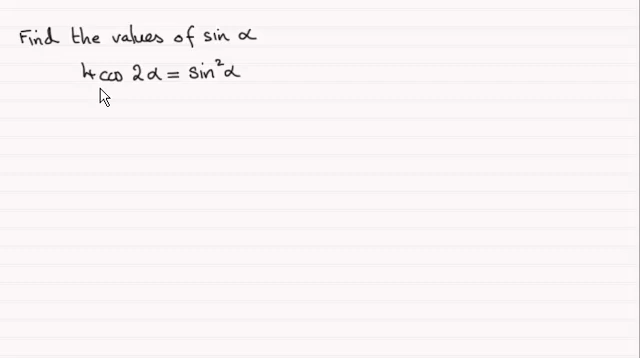 Find the values of sin α
4 cos 2α = sin²α